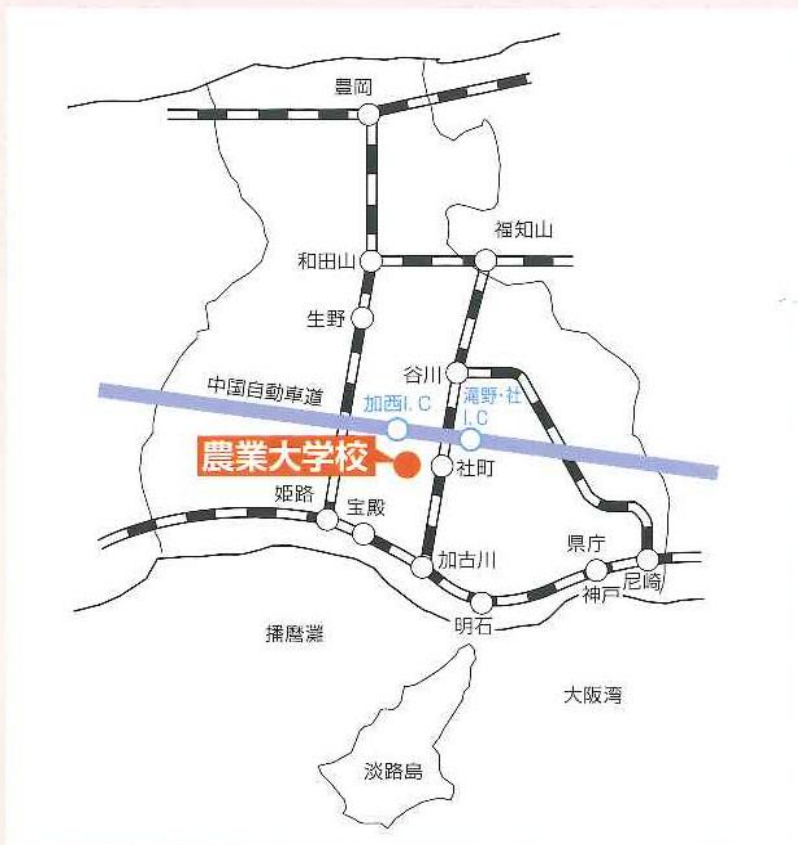 豊岡
福知山
和田山
生野
谷川
中国自動車道
加西I.C
滝野・社
I.C
農業大学校
社町
姫路
宝殿
加古川
県庁
神戸
尼崎
明石
播磨灘
大阪湾
淡路島